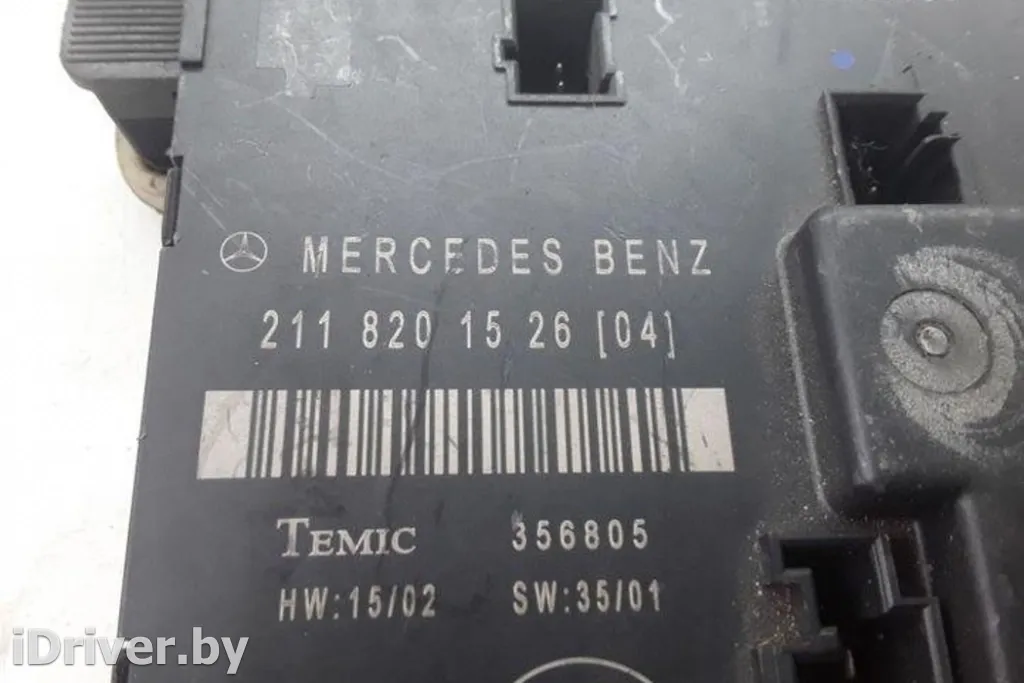 MERCEDES BENZ
211 820 15 26 [04]
TEMIC 356805
HW:15/02 SW:35/01
iDriver.by